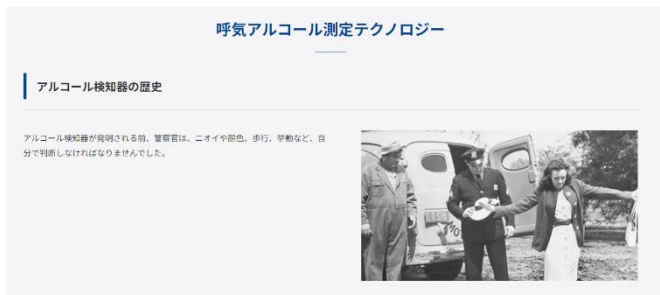 呼気アルコール測定テクノロジー
アルコール検知器の歴史
アルコール検知器が発明される前、警察官は、ニオイや顔色、歩行、挙動など、自
分で判断しなければなりませんでした。